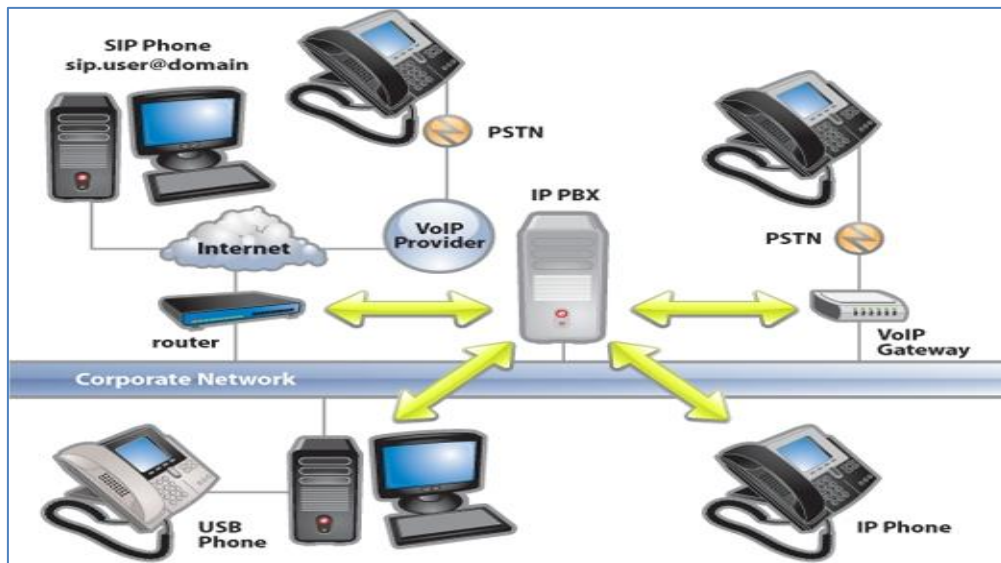 SIP Phone
sip.user@domain
PSTN
IP PBX
VoIP
Provider
Internet
PSTN
router
VoIP
Gateway
Corporate Network
USB
Phone
IP Phone